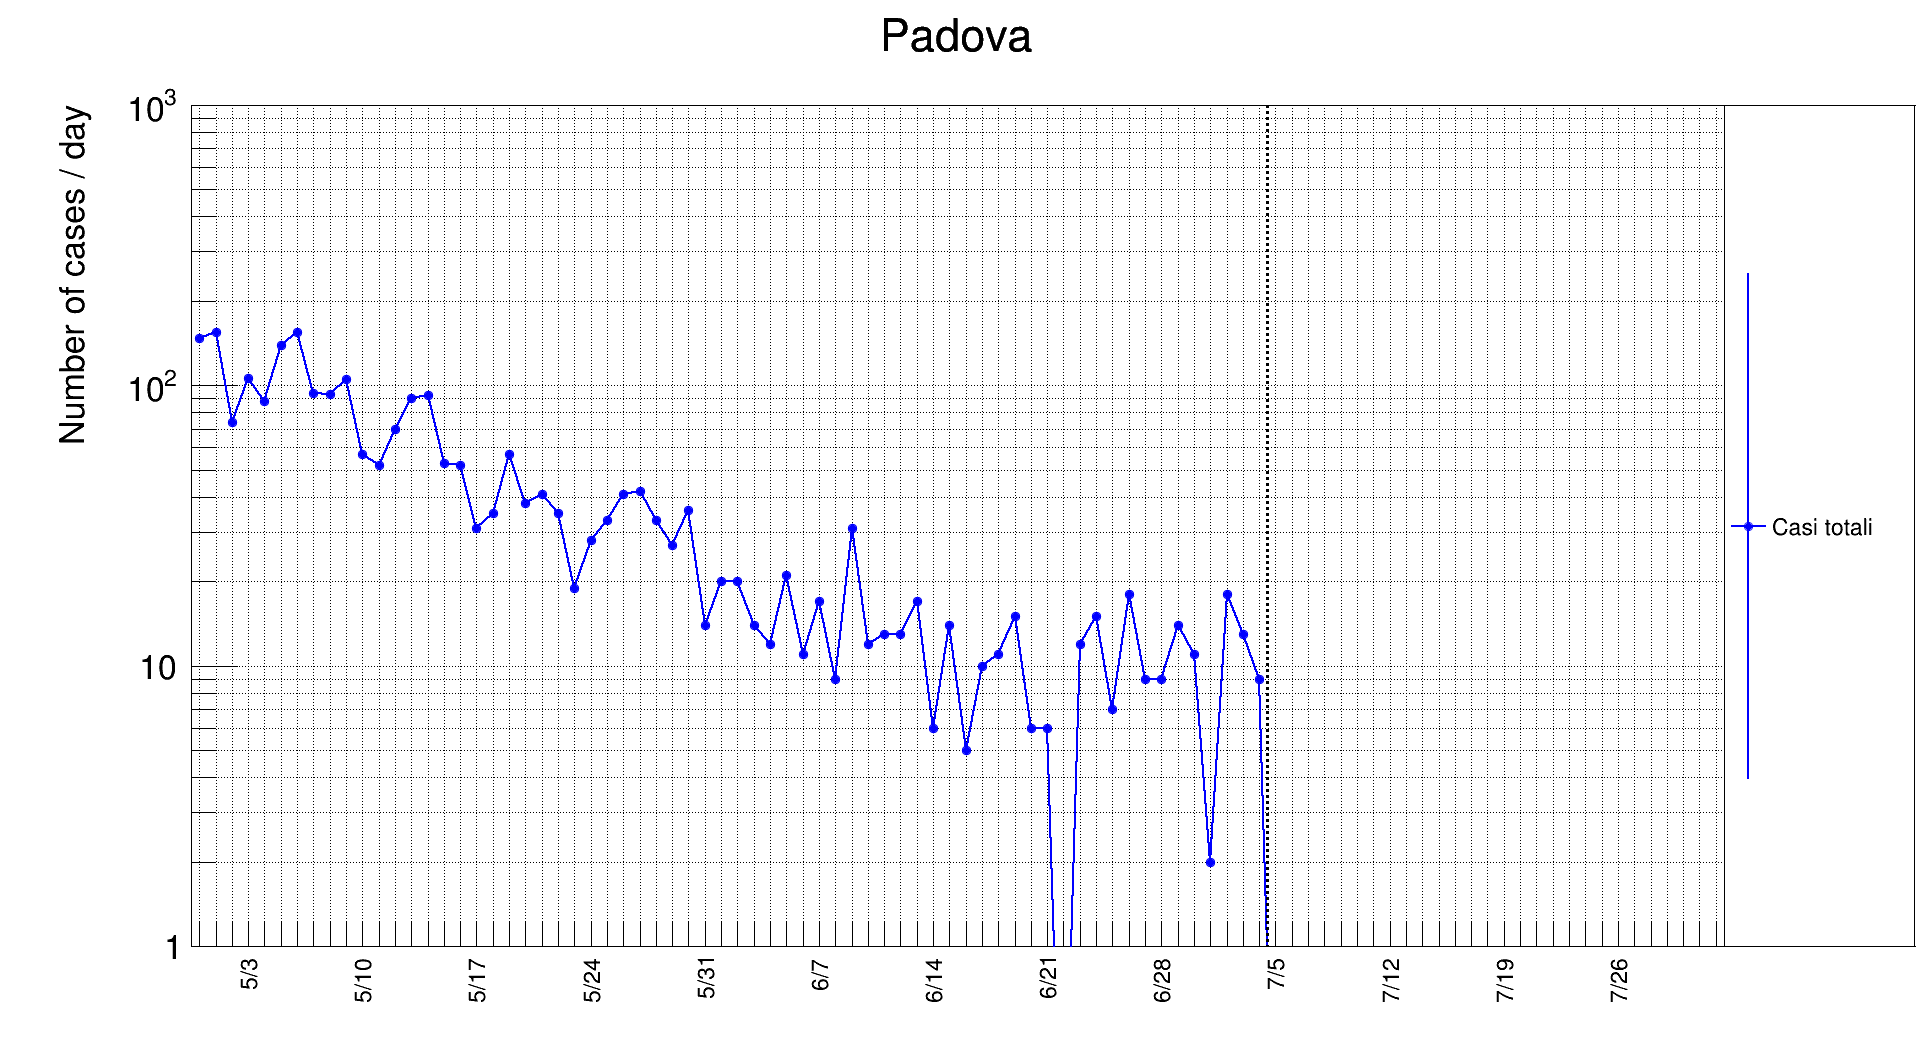 Padova
Number of cases / day
10³
10²
10
1
5/3 5/10 5/17 5/24 5/31 6/7 6/14 6/21 6/28 7/5 7/12 7/19 7/26
Casi totali